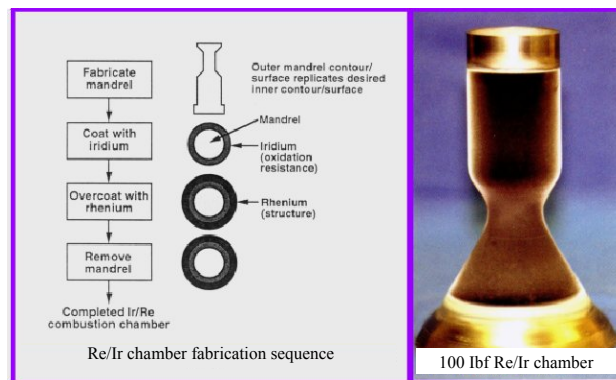 Fabricate
mandrel
Outer mandrel contour/
surface replicates desired
inner contour/surface
Coat with
iridium
Mandrel
Iridium
(oxidation
resistance)
Overcoat with
rhenium
Rhenium
(structure)
Remove
mandrel
Completed Ir/Re
combustion chamber
Re/Ir chamber fabrication sequence
100 Ibf Re/Ir chamber